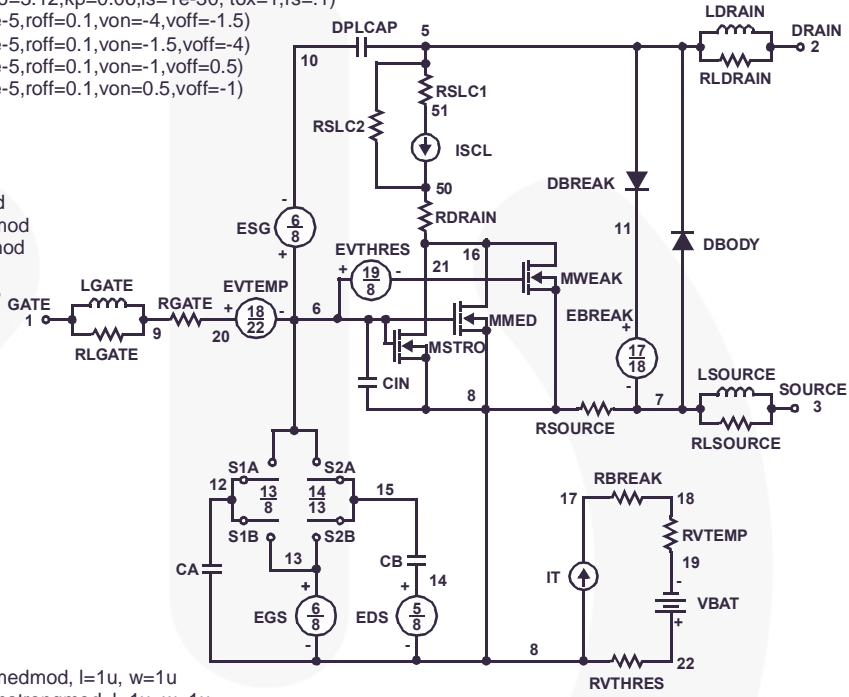 kp=0.06,is=1e-30, tox=1,rs=.1)
e-5,roff=0.1,von=-4,voff=-1.5)
e-5,roff=0.1,von=-1.5,voff=-4)
e-5,roff=0.1,von=-1,voff=0.5)
e-5,roff=0.1,von=0.5,voff=-1)
LDRAIN
DPLCAP
5
DRAIN
2
10
RLDRAIN
RSLC1
51
RSLC2
ISCL
50
DBREAK
RDRAIN
11
DBODY
-
ESG
6
8
+
EVTHRES
+
19
8
-
21
16
MWEAK
LGATE
GATE
1
RLGATE
9
RGATE
20
EVTEMP
+
18
22
-
6
MMED
EBREAK
+
17
18
-
MSTRO
CIN
8
RSOURCE
7
LSOURCE
SOURCE
3
RLSOURCE
12
S1A
S2A
13
8
14
13
15
S1B
S2B
13
CA
CB
14
+
EGS
6
8
-
+
EDS
5
8
-
RBREAK
17
18
RVTEMP
19
IT
-
VBAT
+
8
22
RVTHRES
medmod, l=1u, w=1u